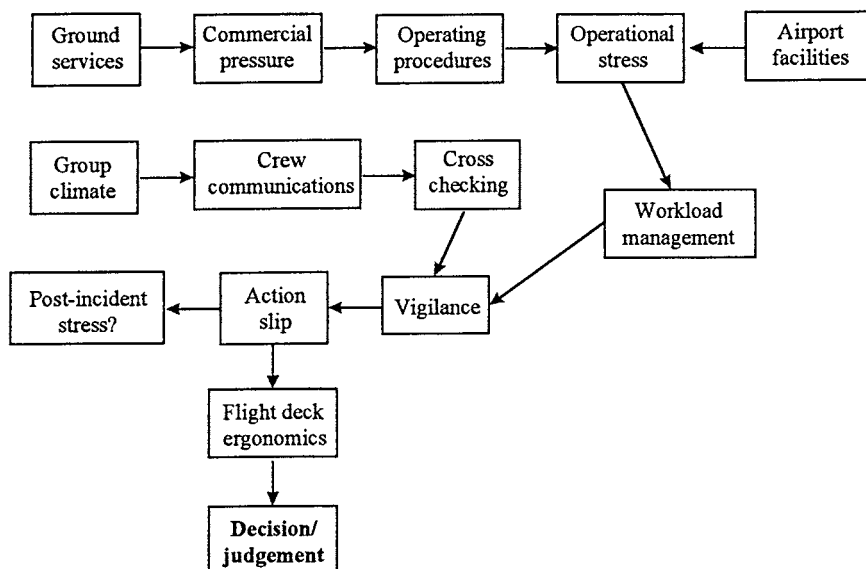 Ground
services
Commercial
pressure
Operating
procedures
Operational
stress
Airport
facilities
Group
climate
Crew
communications
Cross
checking
Workload
management
Post-incident
stress?
Action
slip
Vigilance
Flight deck
ergonomics
Decision/
judgement